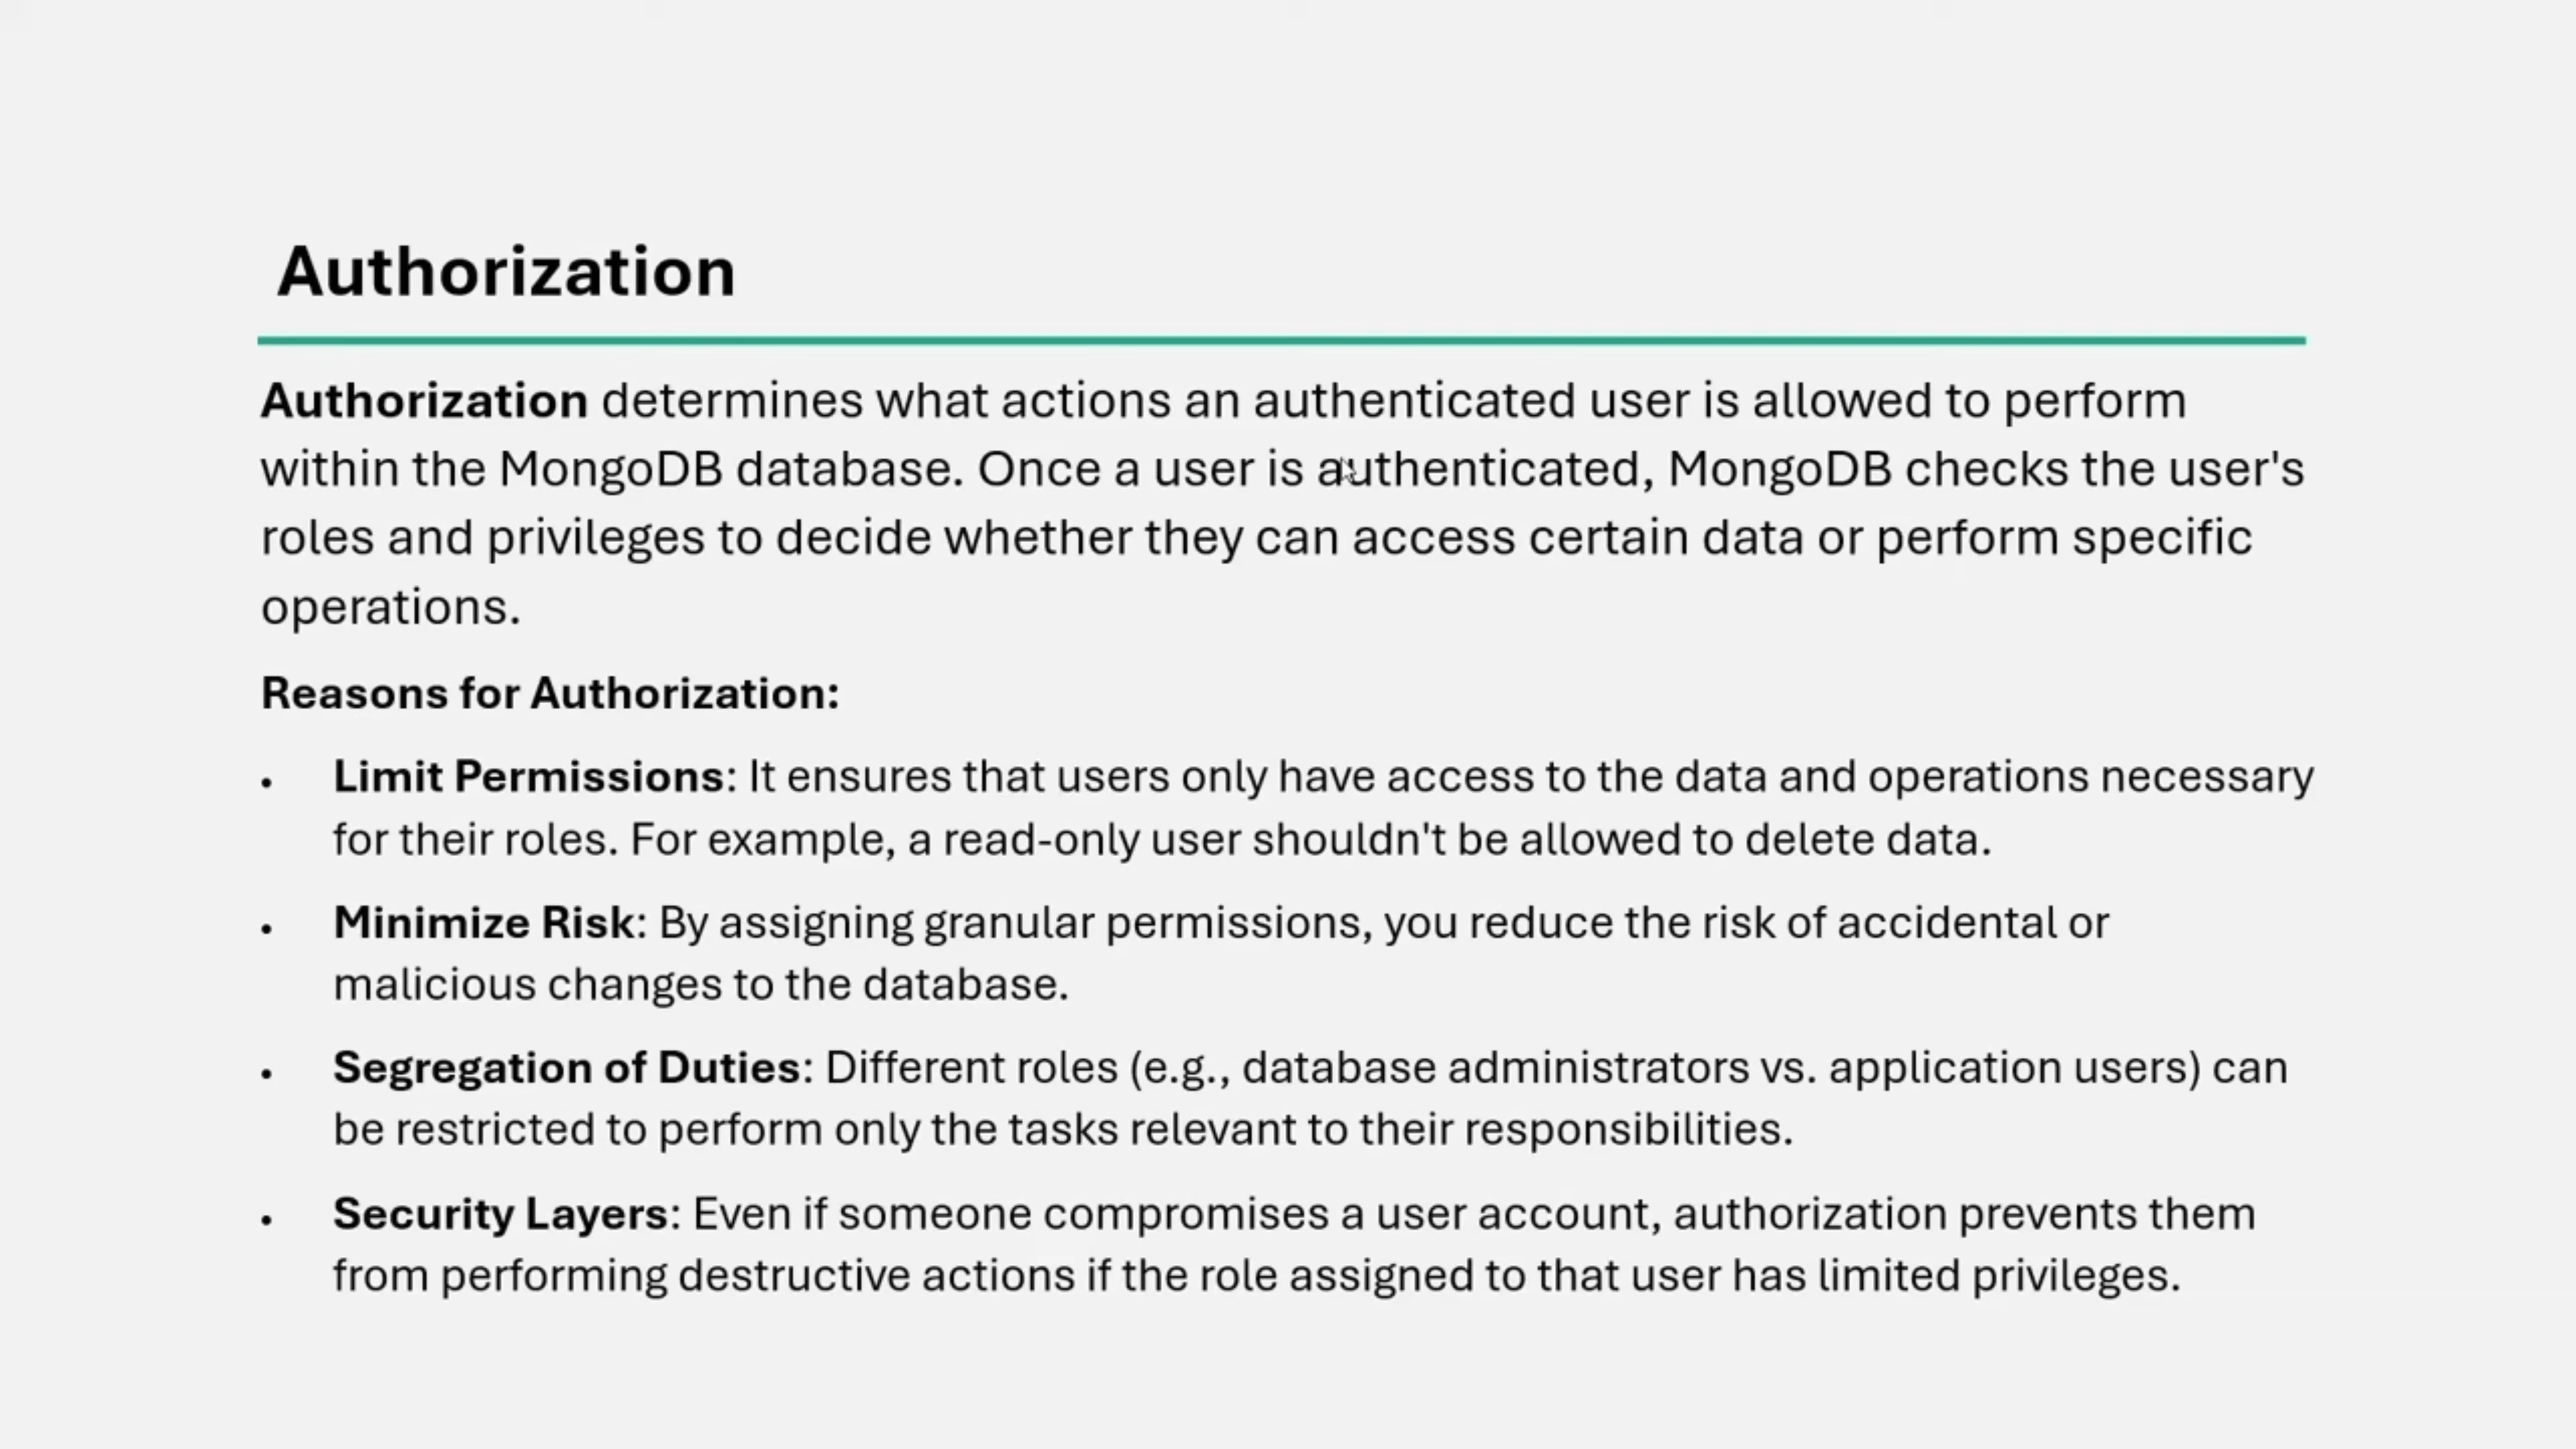 Authorization
Authorization determines what actions an authenticated user is allowed to perform
within the MongoDB database. Once a user is authenticated, MongoDB checks the user's
roles and privileges to decide whether they can access certain data or perform specific
operations.
Reasons for Authorization:
• Limit Permissions: It ensures that users only have access to the data and operations necessary
for their roles. For example, a read-only user shouldn't be allowed to delete data.
• Minimize Risk: By assigning granular permissions, you reduce the risk of accidental or
malicious changes to the database.
• Segregation of Duties: Different roles (e.g., database administrators vs. application users) can
be restricted to perform only the tasks relevant to their responsibilities.
• Security Layers: Even if someone compromises a user account, authorization prevents them
from performing destructive actions if the role assigned to that user has limited privileges.